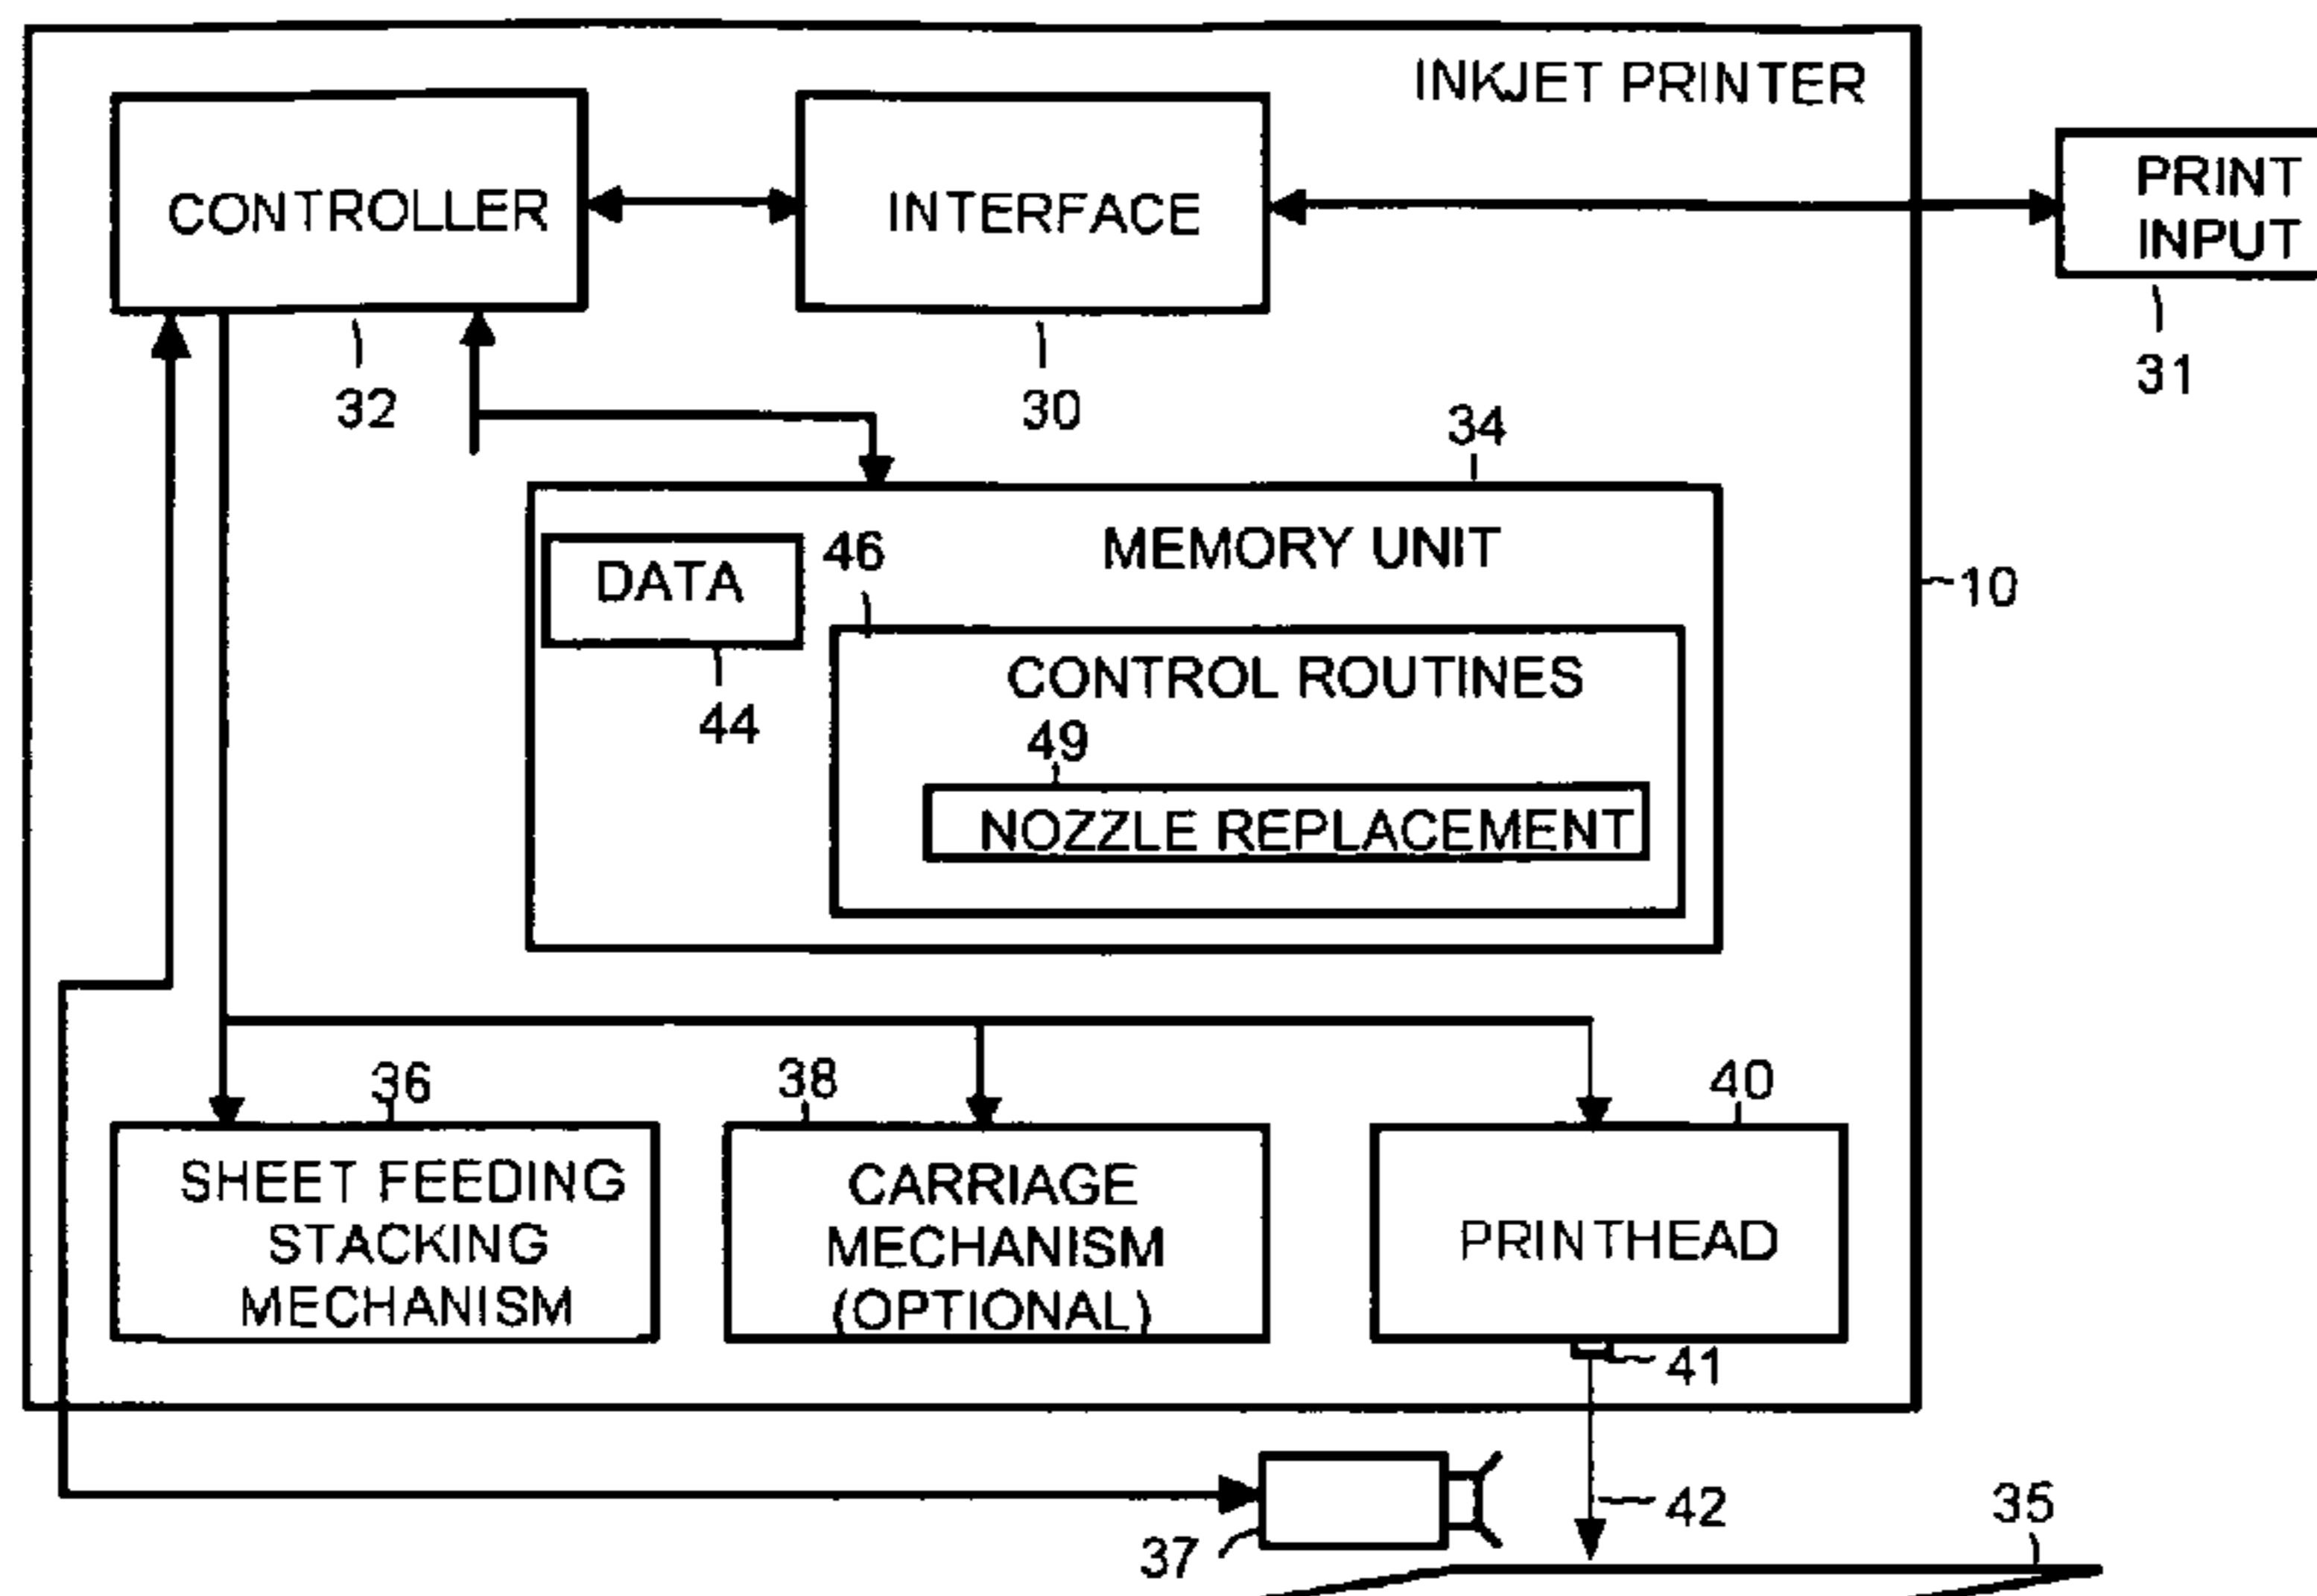 INKJET PRINTER
CONTROLLER
INTERFACE
PRINT
INPUT
32
30
31
34
MEMORY UNIT
DATA
46
10
44
CONTROL ROUTINES
49
NOZZLE REPLACEMENT
36
38
40
SHEET FEEDING
STACKING
MECHANISM
CARRIAGE
MECHANISM
(OPTIONAL)
PRINTHEAD
41
42
35
37